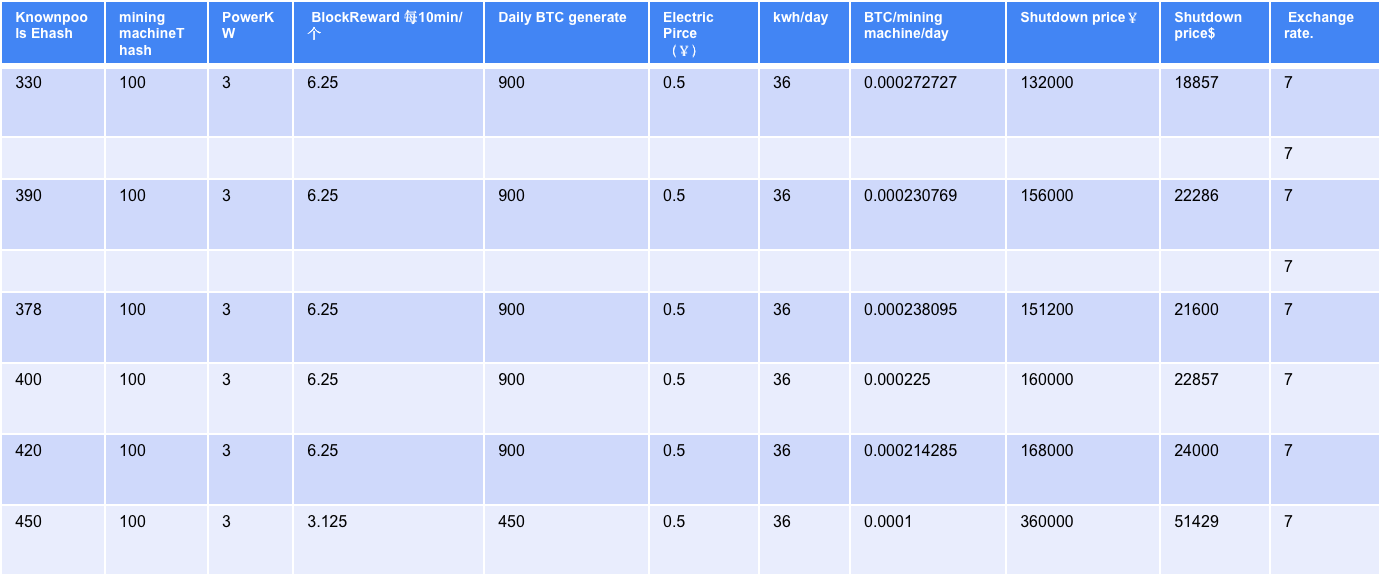 Knownpoo
ls Ehash
mining
machineT
hash
PowerK
W
BlockReward 每10min/
个
Daily BTC generate
Electric
Pirce
（¥）
kwh/day
BTC/mining
machine/day
Shutdown price¥
Shutdown
price$
Exchange
rate.
330 100 3 6.25 900 0.5 36 0.000272727 132000 18857 7
7
390 100 3 6.25 900 0.5 36 0.000230769 156000 22286 7
7
378 100 3 6.25 900 0.5 36 0.000238095 151200 21600 7
400 100 3 6.25 900 0.5 36 0.000225 160000 22857 7
420 100 3 6.25 900 0.5 36 0.000214285 168000 24000 7
450 100 3 3.125 450 0.5 36 0.0001 360000 51429 7